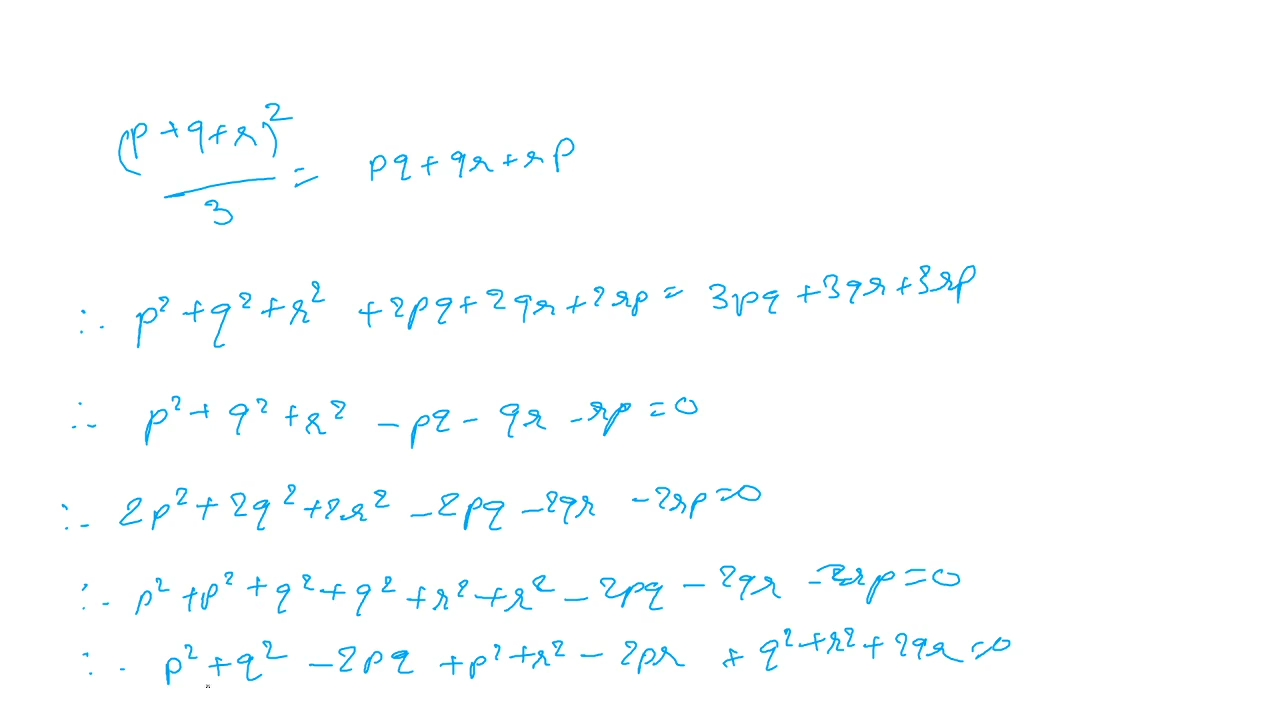 (p+q+r)²/3 = pq+qr+rp
∴ p²+q²+r² +2pq+2qr+2rp = 3pq+3qr+3rp
∴ p²+q²+r² -pq-qr-rp=0
∴ 2p²+2q²+2r² -2pq-2qr -2rp=0
∴ p²+p²+q²+q²+r²+r²-2pq-2qr -2rp=0
∴ p²+q²-2pq+p²+r²-2pr +q²+r²+2qr=0